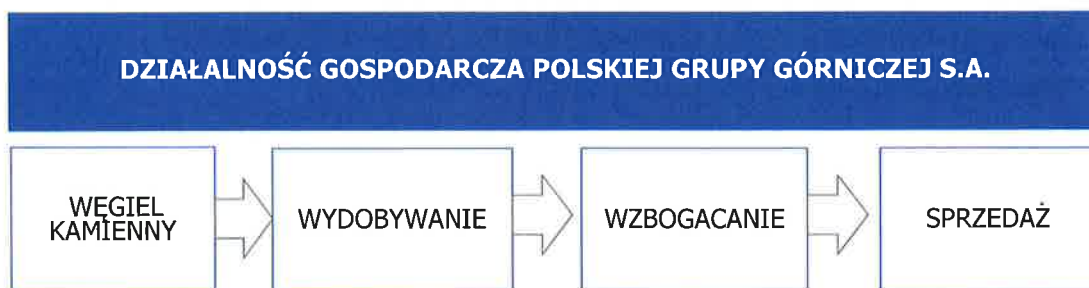 DZIAŁALNOŚĆ GOSPODARCZA POLSKIEJ GRUPY GÓRNICZEJ S.A.
WĘGIEL
KAMIENNY
WYDOBYWANIE
WZBOGACANIE
SPRZEDAŻ